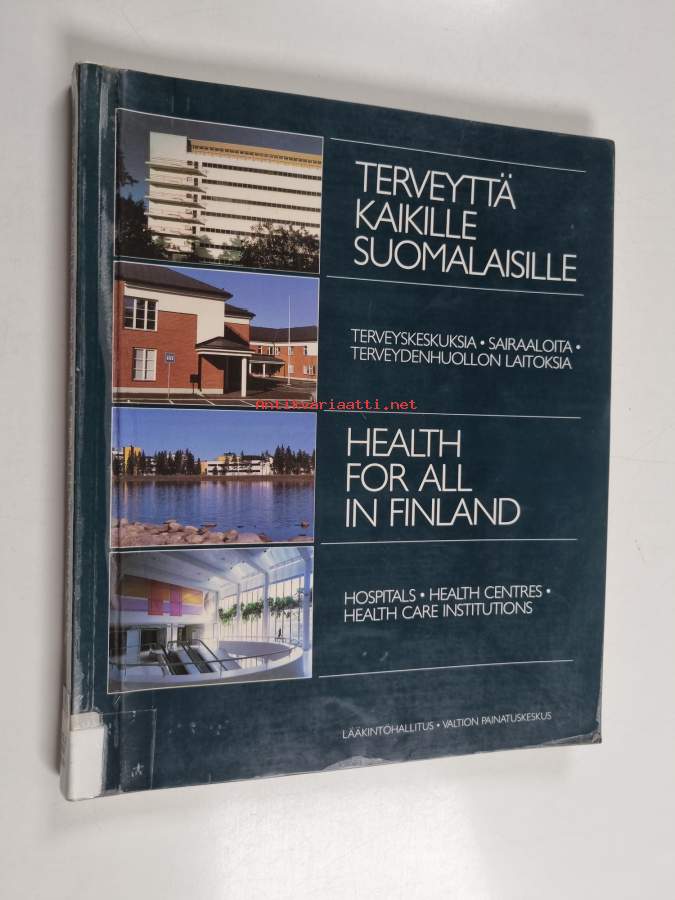 TERVEYTTÄ
KAIKILLE
SUOMALAISILLE
TERVEYSKESKUKSIA • SAIRAALOITA •
TERVEYDENHUOLLON LAITOKSIA
Antikvariaatti.net
HEALTH
FOR ALL
IN FINLAND
HOSPITALS • HEALTH CENTRES •
HEALTH CARE INSTITUTIONS
LÄÄKINTÖHALLITUS • VALTION PAINATUSKESKUS